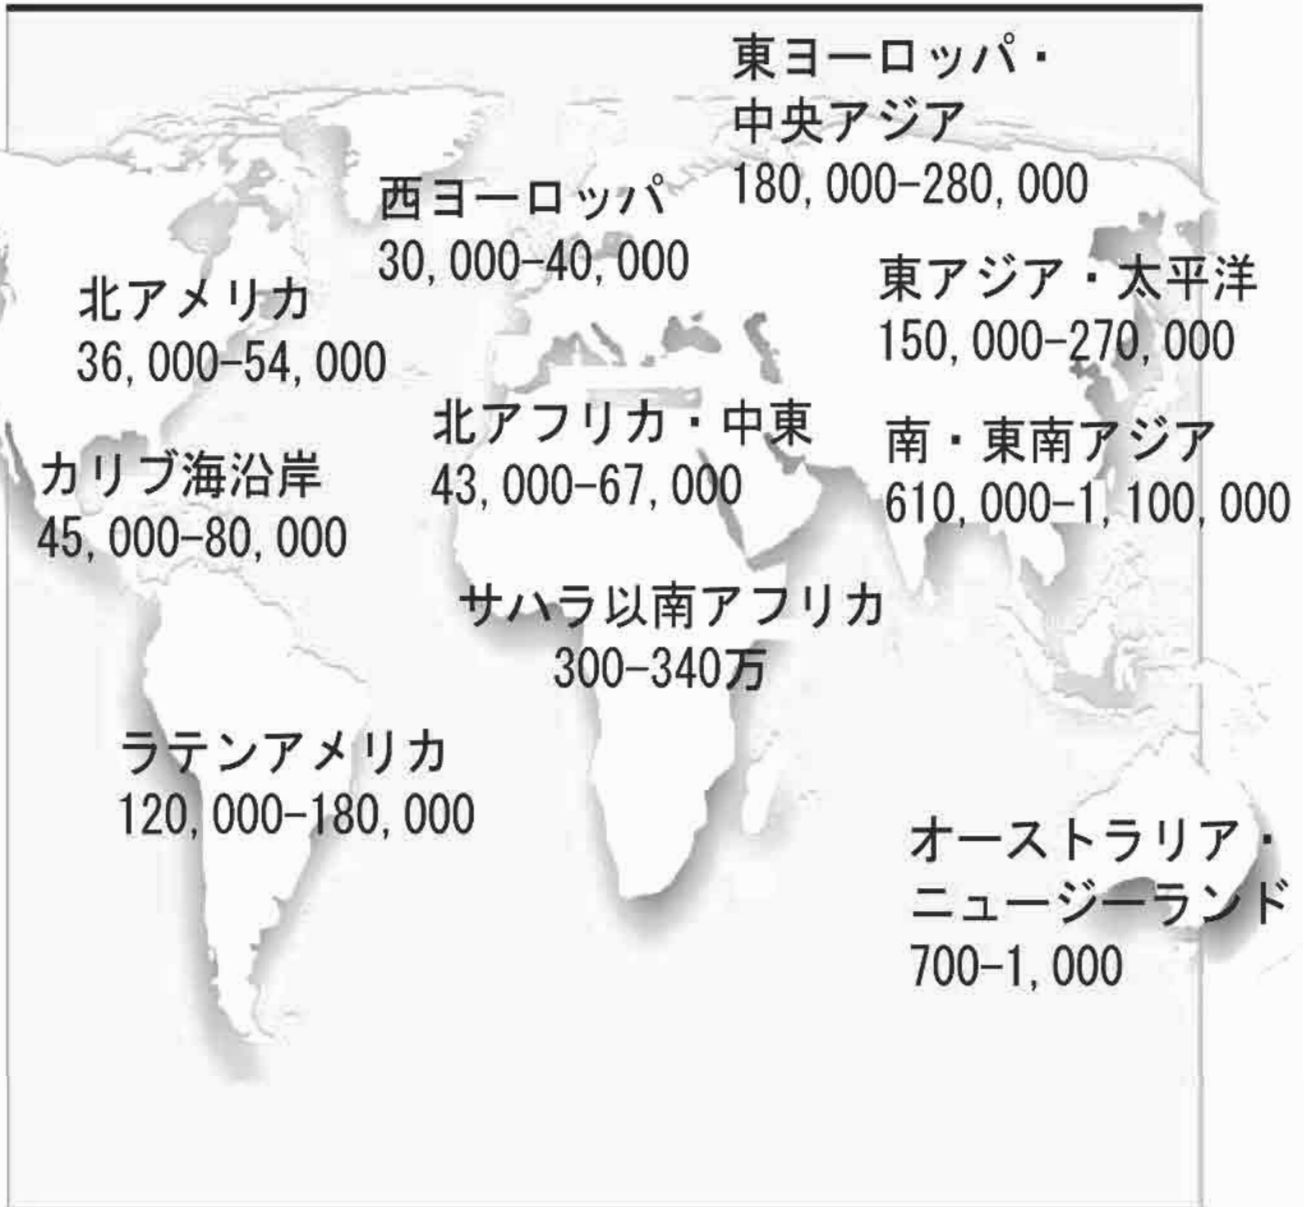 東ヨーロッパ・
中央アジア
180,000-280,000
西ヨーロッパ
30,000-40,000
東アジア・太平洋
150,000-270,000
北アメリカ
36,000-54,000
北アフリカ・中東
43,000-67,000
南・東南アジア
610,000-1,100,000
カリブ海沿岸
45,000-80,000
サハラ以南アフリカ
300-340万
ラテンアメリカ
120,000-180,000
オーストラリア・
ニュージーランド
700-1,000